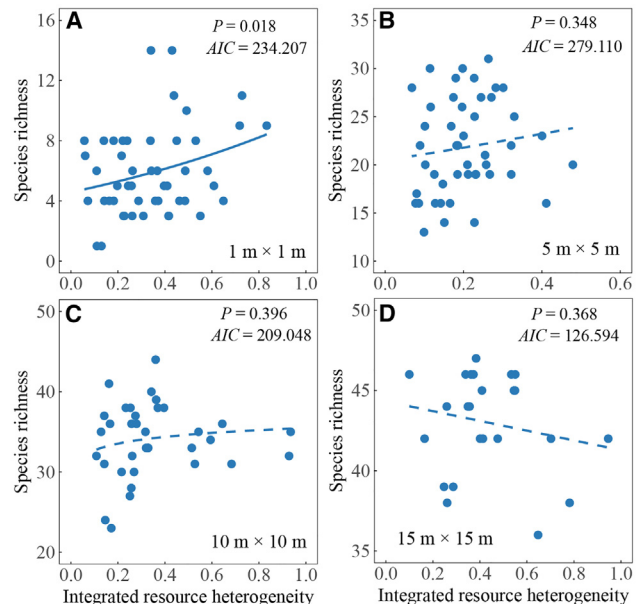 A
P = 0.018
AIC = 234.207
Species richness
16
12
8
4
0
1 m × 1 m
0.0 0.2 0.4 0.6 0.8 1.0
B
P = 0.348
AIC = 279.110
Species richness
35
30
25
20
15
10
5 m × 5 m
0.0 0.2 0.4 0.6
C
P = 0.396
AIC = 209.048
Species richness
50
40
30
20
10 m × 10 m
0.0 0.2 0.4 0.6 0.8 1.0
Integrated resource heterogeneity
D
P = 0.368
AIC = 126.594
Species richness
50
45
40
35
15 m × 15 m
0.0 0.2 0.4 0.6 0.8 1.0
Integrated resource heterogeneity